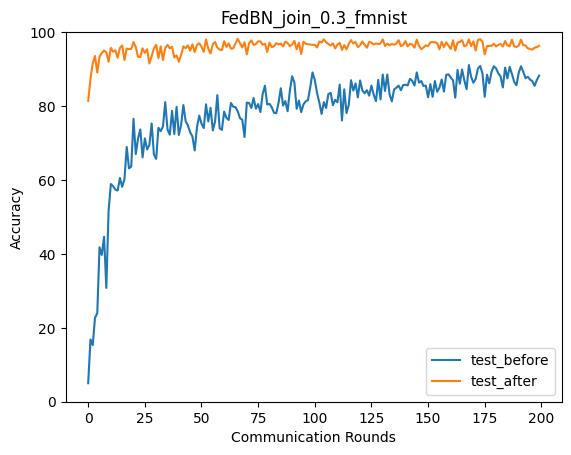 FedBN_join_0.3_fmnist
Accuracy
100
80
60
40
20
0
0 25 50 75 100 125 150 175 200
Communication Rounds
test_before
test_after